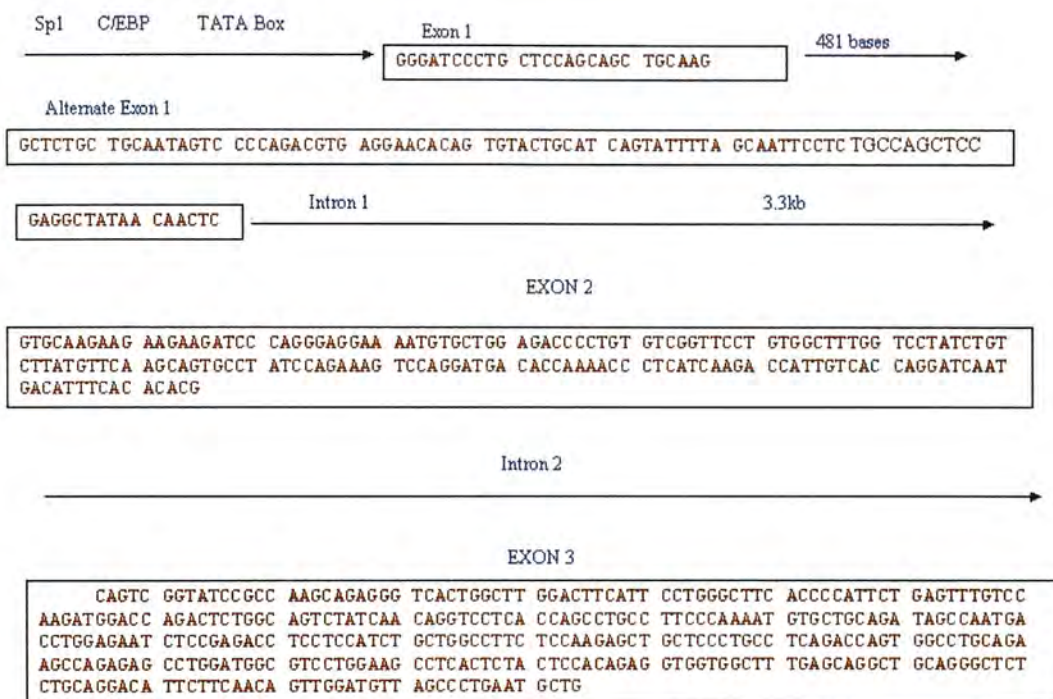 Sp1 C/EBP TATA Box
Exon 1
GGGATCCCTG CTCCAGCAGC TGCAAG
481 bases
Alternate Exon 1
GCTCTGC TGCAATAGTC CCCAGACGTG AGGAACACAG TGTACTGCAT CAGTATTTTA GCAATTCCTC TGCCAGCTCC
GAGGCTATAA CAACTC
Intron 1 3.3kb
EXON 2
GTGCAAGAAG AAGAAGATCC CAGGGAGGAA AATGTGCTGG AGACCCCTGT GTCGGTTCCT GTGGCTTTGG TCCTATCTGT
CTTATGTTCA AGCAGTGCCT ATCCAGAAAG TCCAGGATGA CACCAAAACC CTCATCAAGA CCATTGTCAC CAGGATCAAT
GACATTTCAC ACACG
Intron 2
EXON 3
CAGTC GGTATCCGCC AAGCAGAGGG TCACTGGCTT GGACTTCATT CCTGGGCTTC ACCCCATTCT GAGTTTGTCC
AAGATGGACC AGACTCTGGC AGTCTATCAA CAGGTCCTCA CCAGCCTGCC TTCCCAAAAT GTGCTGCAGA TAGCCAATGA
CCTGGAGAAT CTCCGAGACC TCCTCCATCT GCTGGCCTTC TCCAAGAGCT GCTCCCTGCC TCAGACCAGT GGCCTGCAGA
AGCCAGAGAG CCTGGATGGC GTCCTGGAAG CCTCACTCTA CTCCACAGAG GTGGTGGCTT TGAGCAGGCT GCAGGGCTCT
CTGCAGGACA TTCTTCAACA GTTGGATGTT AGCCCTGAAT GCTG